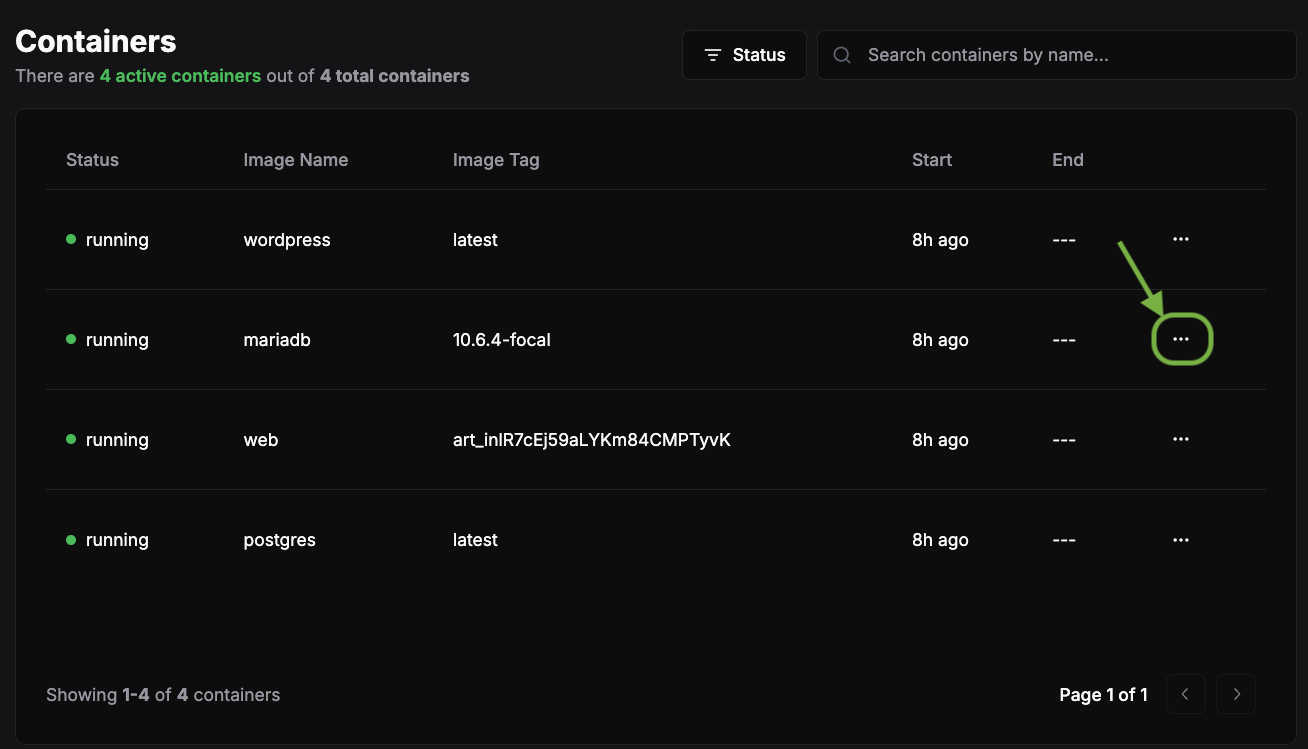 Containers
There are 4 active containers out of 4 total containers
Status
Search containers by name...
Status Image Name Image Tag Start End
running wordpress latest 8h ago --- ...
running mariadb 10.6.4-focal 8h ago --- ...
running web art_inIR7cEj59aLYKm84CMPTyvK 8h ago --- ...
running postgres latest 8h ago --- ...
Showing 1-4 of 4 containers
Page 1 of 1